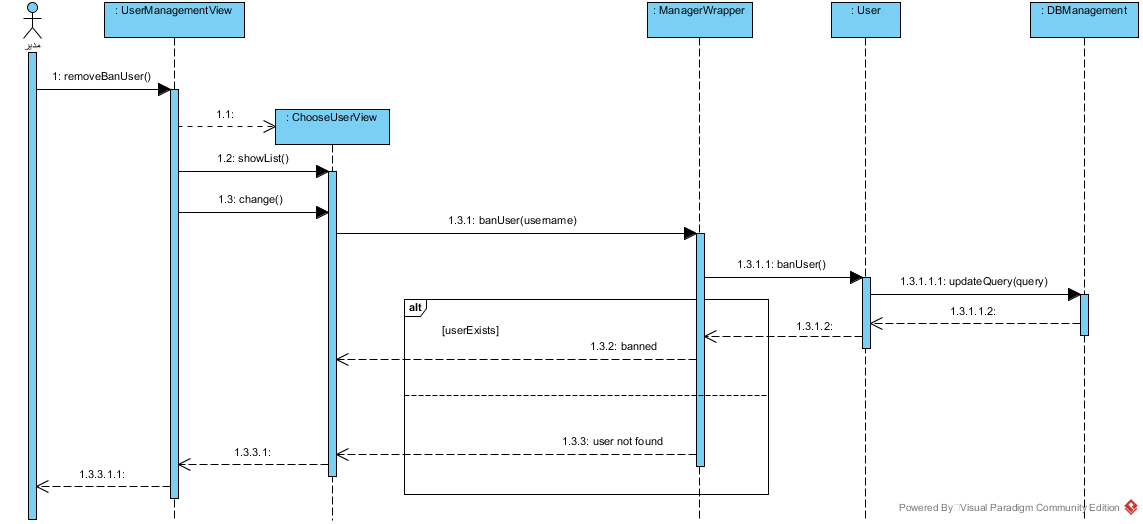 : UserManagementView
: ManagerWrapper
: User
: DBManagement
مدير
1: removeBanUser()
1.1:
: ChooseUserView
1.2: showList()
1.3: change()
1.3.1: banUser(username)
1.3.1.1: banUser()
1.3.1.1.1: updateQuery(query)
alt
1.3.1.1.2:
[userExists]
1.3.1.2:
1.3.2: banned
1.3.3: user not found
1.3.3.1:
1.3.3.1.1:
Powered By Visual Paradigm Community Edition